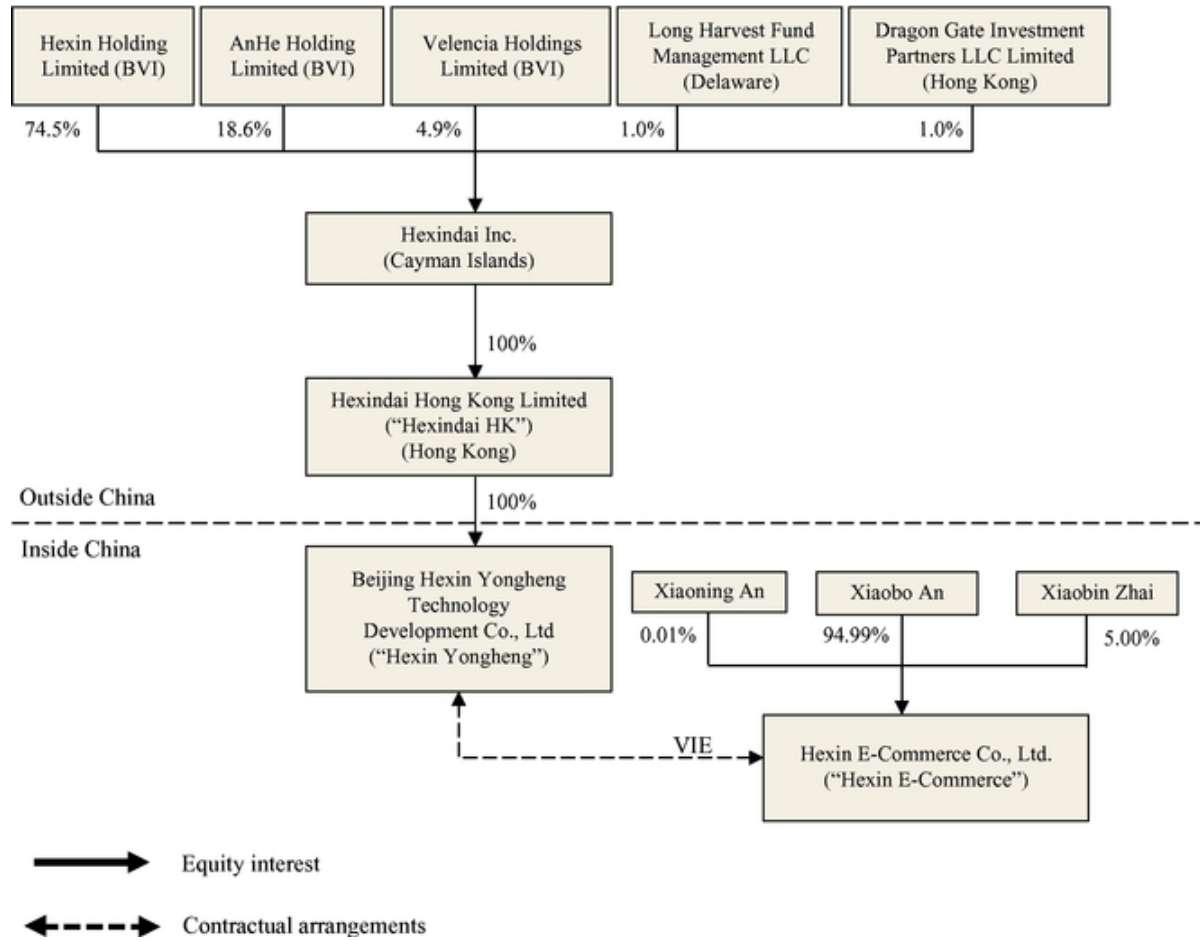 Hexin Holding
Limited (BVI)
AnHe Holding
Limited (BVI)
Velencia Holdings
Limited (BVI)
Long Harvest Fund
Management LLC
(Delaware)
Dragon Gate Investment
Partners LLC Limited
(Hong Kong)
74.5%
18.6%
4.9%
1.0%
1.0%
Hexindai Inc.
(Cayman Islands)
100%
Hexindai Hong Kong Limited
(“Hexindai HK”)
(Hong Kong)
Outside China
100%
Inside China
Beijing Hexin Yongheng
Technology
Development Co., Ltd
(“Hexin Yongheng”)
Xiaoning An
Xiaobo An
Xiaobin Zhai
0.01%
94.99%
5.00%
VIE
Hexin E-Commerce Co., Ltd.
(“Hexin E-Commerce”)
Equity interest
Contractual arrangements